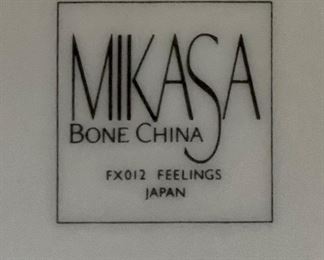 MIKASA
BONE CHINA
FX012 FEELINGS
JAPAN